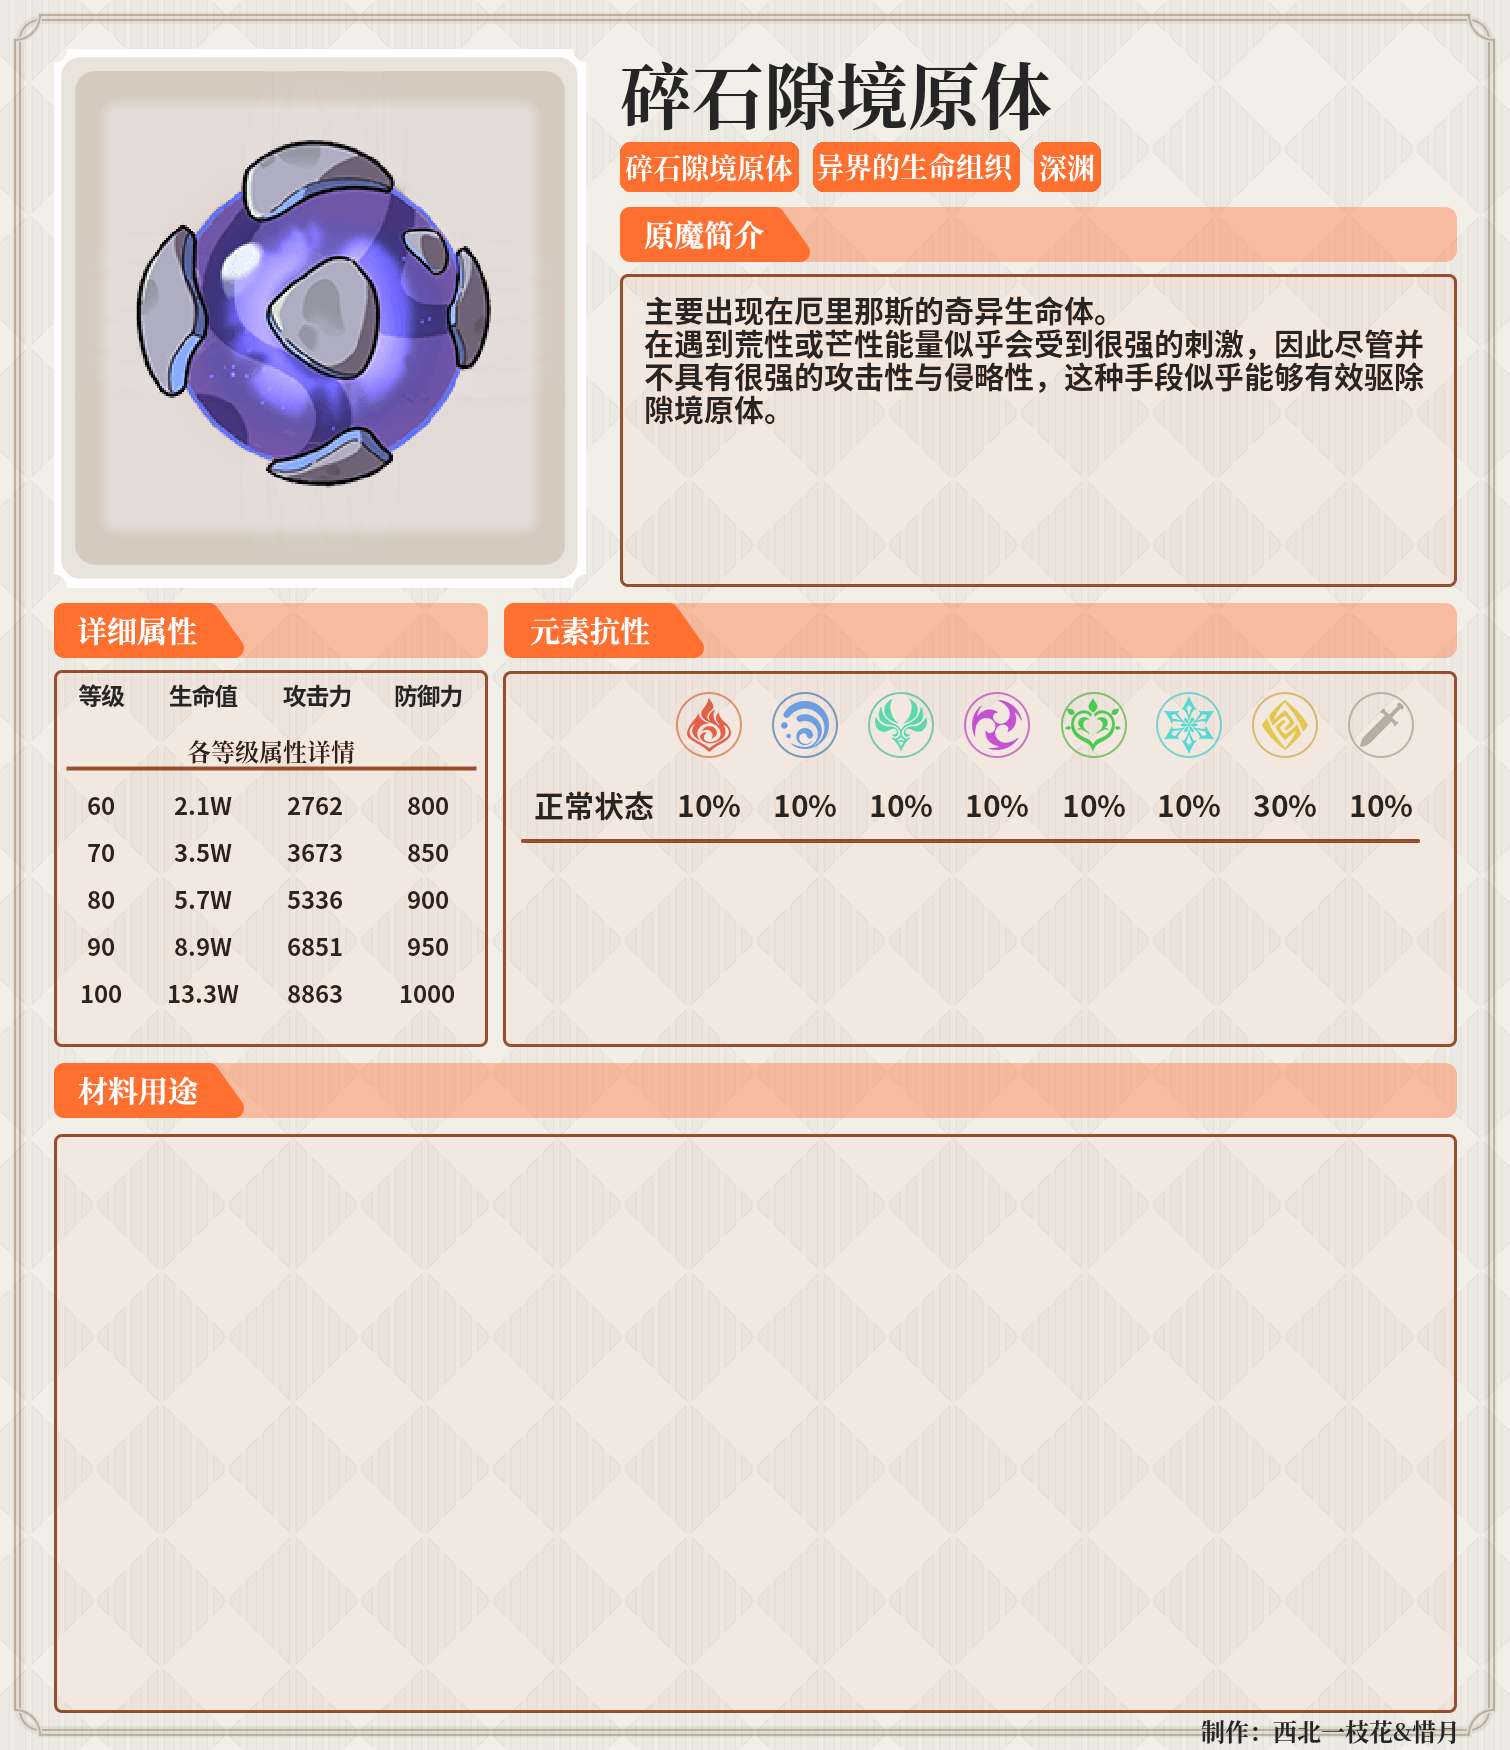 碎石隙境原体
碎石隙境原体 异界的生命组织 深渊
原魔简介
主要出现在厄里那斯的奇异生命体。
在遇到荒性或芒性能量似乎会受到很强的刺激，因此尽管并
不具有很强的攻击性与侵略性，这种手段似乎能够有效驱除
隙境原体。
详细属性
等级 生命值 攻击力 防御力
各等级属性详情
60 2.1W 2762 800
70 3.5W 3673 850
80 5.7W 5336 900
90 8.9W 6851 950
100 13.3W 8863 1000
元素抗性
正常状态 10% 10% 10% 10% 10% 10% 30% 10%
材料用途
制作：西北一枝花&惜月